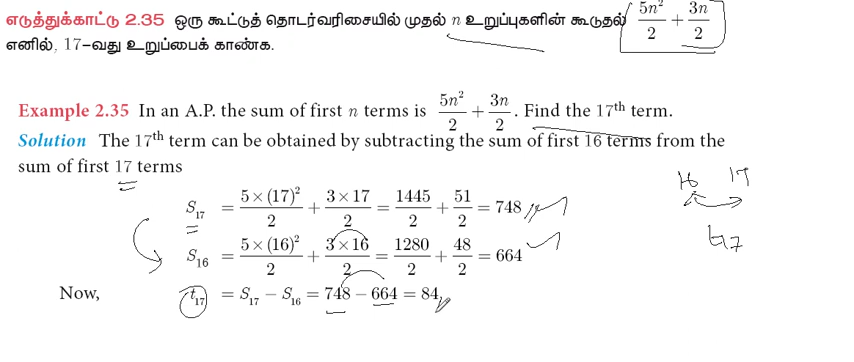 எடுத்துக்காட்டு 2.35 ஒரு கூட்டுத் தொடர்வரிசையில் முதல் n உறுப்புகளின் கூடுதல் 5n²/2 + 3n/2
எனில், 17–வது உறுப்பைக் காண்க.
Example 2.35 In an A.P. the sum of first n terms is 5n²/2 + 3n/2. Find the 17th term.
Solution The 17th term can be obtained by subtracting the sum of first 16 terms from the
sum of first 17 terms
16 17
S₁₇ = 5×(17)²/2 + 3×17/2 = 1445/2 + 51/2 = 748
t17
S₁₆ = 5×(16)²/2 + 3×16/2 = 1280/2 + 48/2 = 664
Now, t₁₇ = S₁₇ − S₁₆ = 748 − 664 = 84